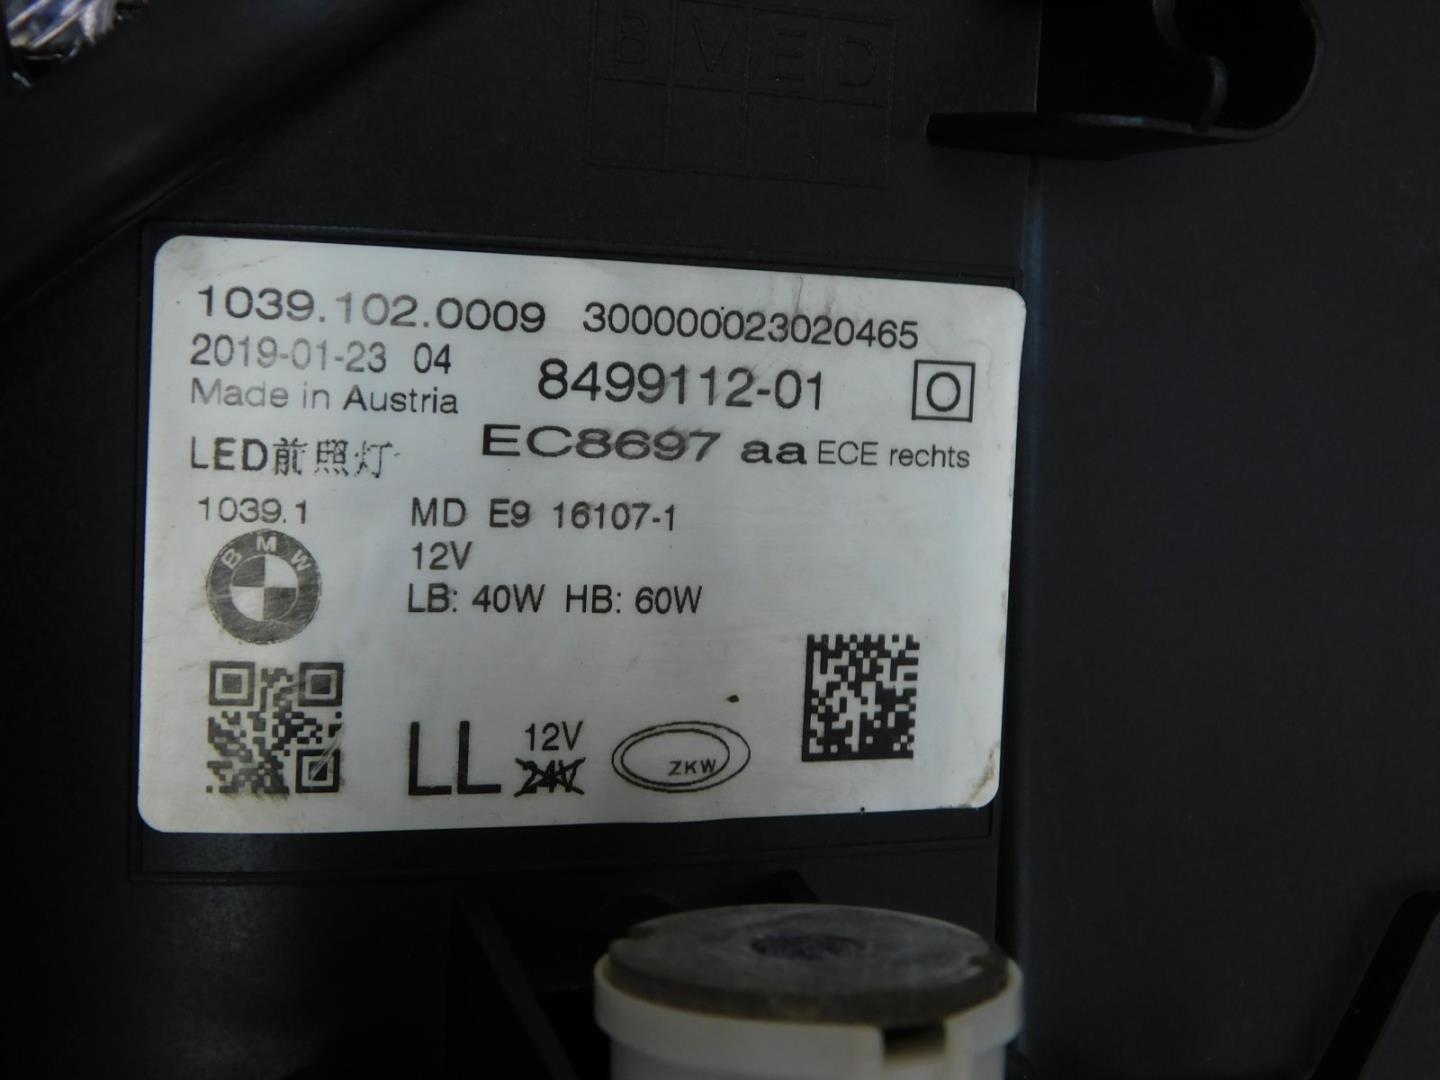 BVED
1039.102.0009 300000023020465
2019-01-23 04 8499112-01 O
Made in Austria
LED前照灯 EC8697 aa ECE rechts
1039.1 MD E9 16107-1
BMW 12V
LB: 40W HB: 60W
LL 12V
24V
ZKW